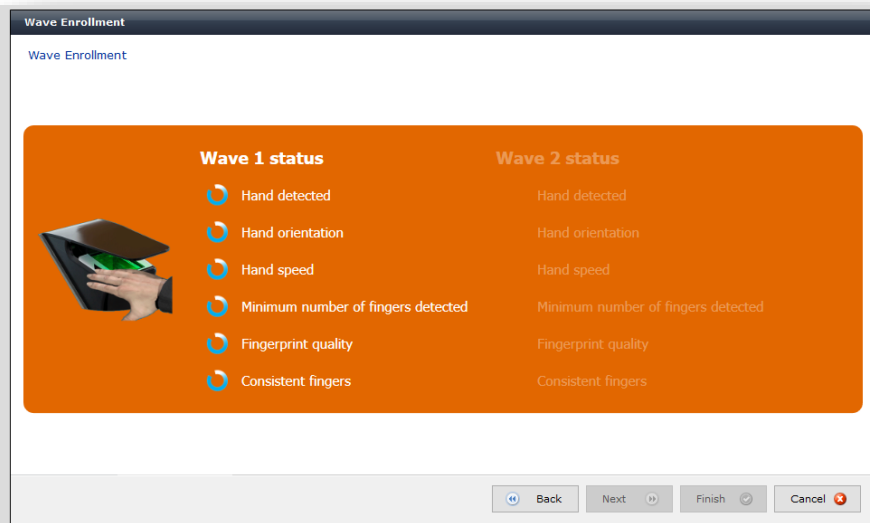 Wave Enrollment
Wave Enrollment
Wave 1 status
Hand detected
Hand orientation
Hand speed
Minimum number of fingers detected
Fingerprint quality
Consistent fingers
Wave 2 status
Hand detected
Hand orientation
Hand speed
Minimum number of fingers detected
Fingerprint quality
Consistent fingers
Back
Next
Finish
Cancel